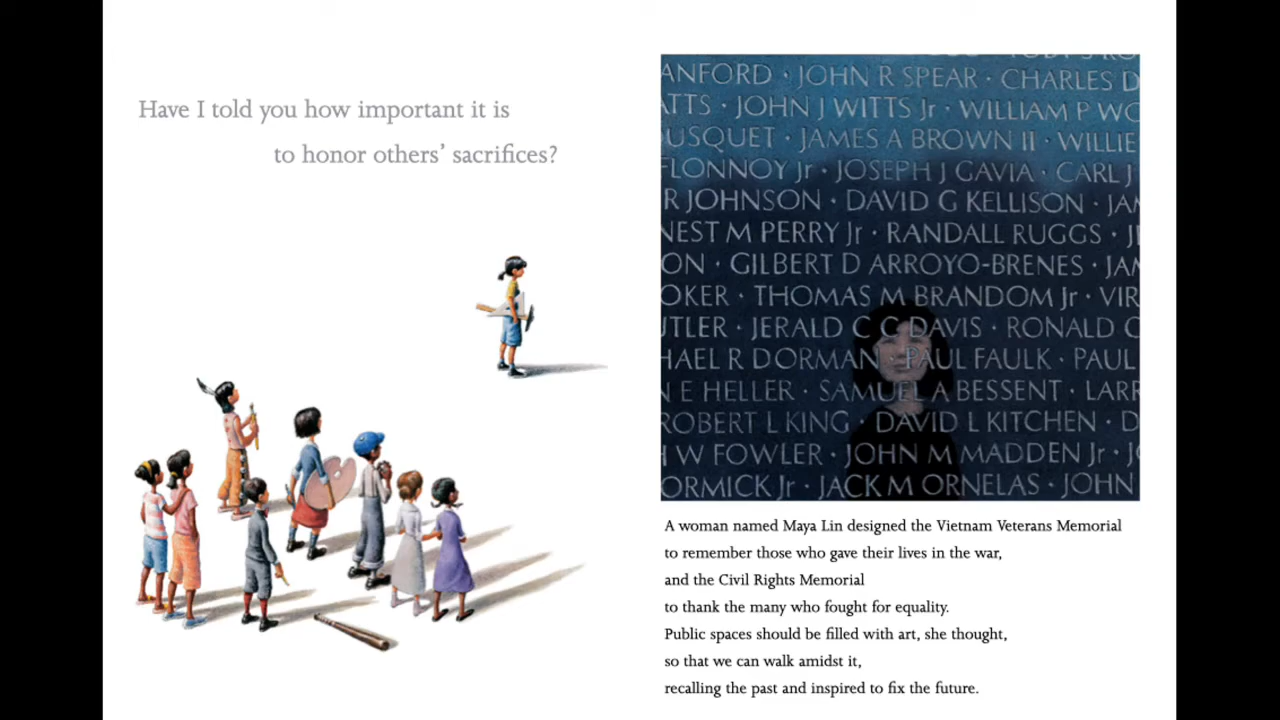 Have I told you how important it is
to honor others’ sacrifices?
ANFORD · JOHN R SPEAR · CHARLES D
ATTS · JOHN J WITTS Jr · WILLIAM P WO
USQUET · JAMES A BROWN II · WILLIE
FLONNOY Jr · JOSEPH J GAVIA · CARL J
R JOHNSON · DAVID G KELLISON · JAM
NEST M PERRY Jr · RANDALL RUGGS · J
ON · GILBERT D ARROYO-BRENES · JAM
OKER · THOMAS M BRANDOM Jr · VIR
UTLER · JERALD C C DAVIS · RONALD C
HAEL R DORMAN · PAUL FAULK · PAUL
N E HELLER · SAMUEL A BESSENT · LARR
ROBERT L KING · DAVID L KITCHEN · D
W FOWLER · JOHN M MADDEN Jr · J
ORMICK Jr · JACK M ORNELAS · JOHN
A woman named Maya Lin designed the Vietnam Veterans Memorial
to remember those who gave their lives in the war,
and the Civil Rights Memorial
to thank the many who fought for equality.
Public spaces should be filled with art, she thought,
so that we can walk amidst it,
recalling the past and inspired to fix the future.